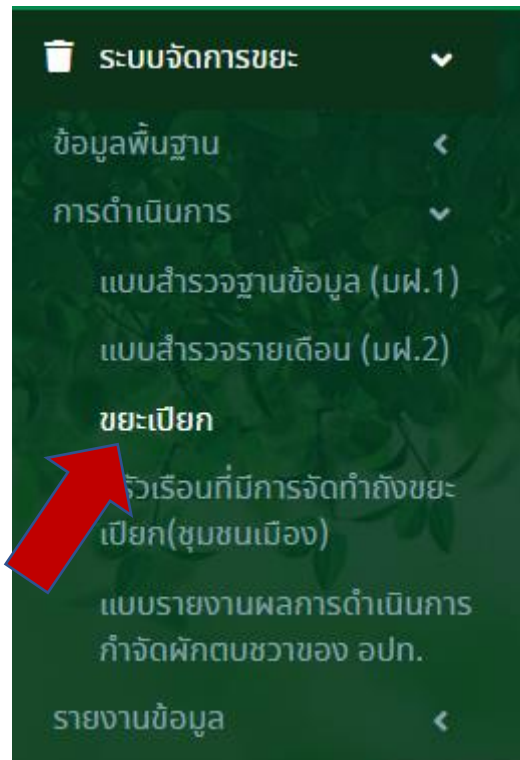 ระบบจัดการขยะ
ข้อมูลพื้นฐาน
การดำเนินการ
แบบสำรวจฐานข้อมูล (มฝ.1)
แบบสำรวจรายเดือน (มฝ.2)
ขยะเปียก
รัวเรือนที่มีการจัดทำถังขยะ
เปียก(ชุมชนเมือง)
แบบรายงานผลการดำเนินการ
กำจัดผักตบชวาของ อปท.
รายงานข้อมูล